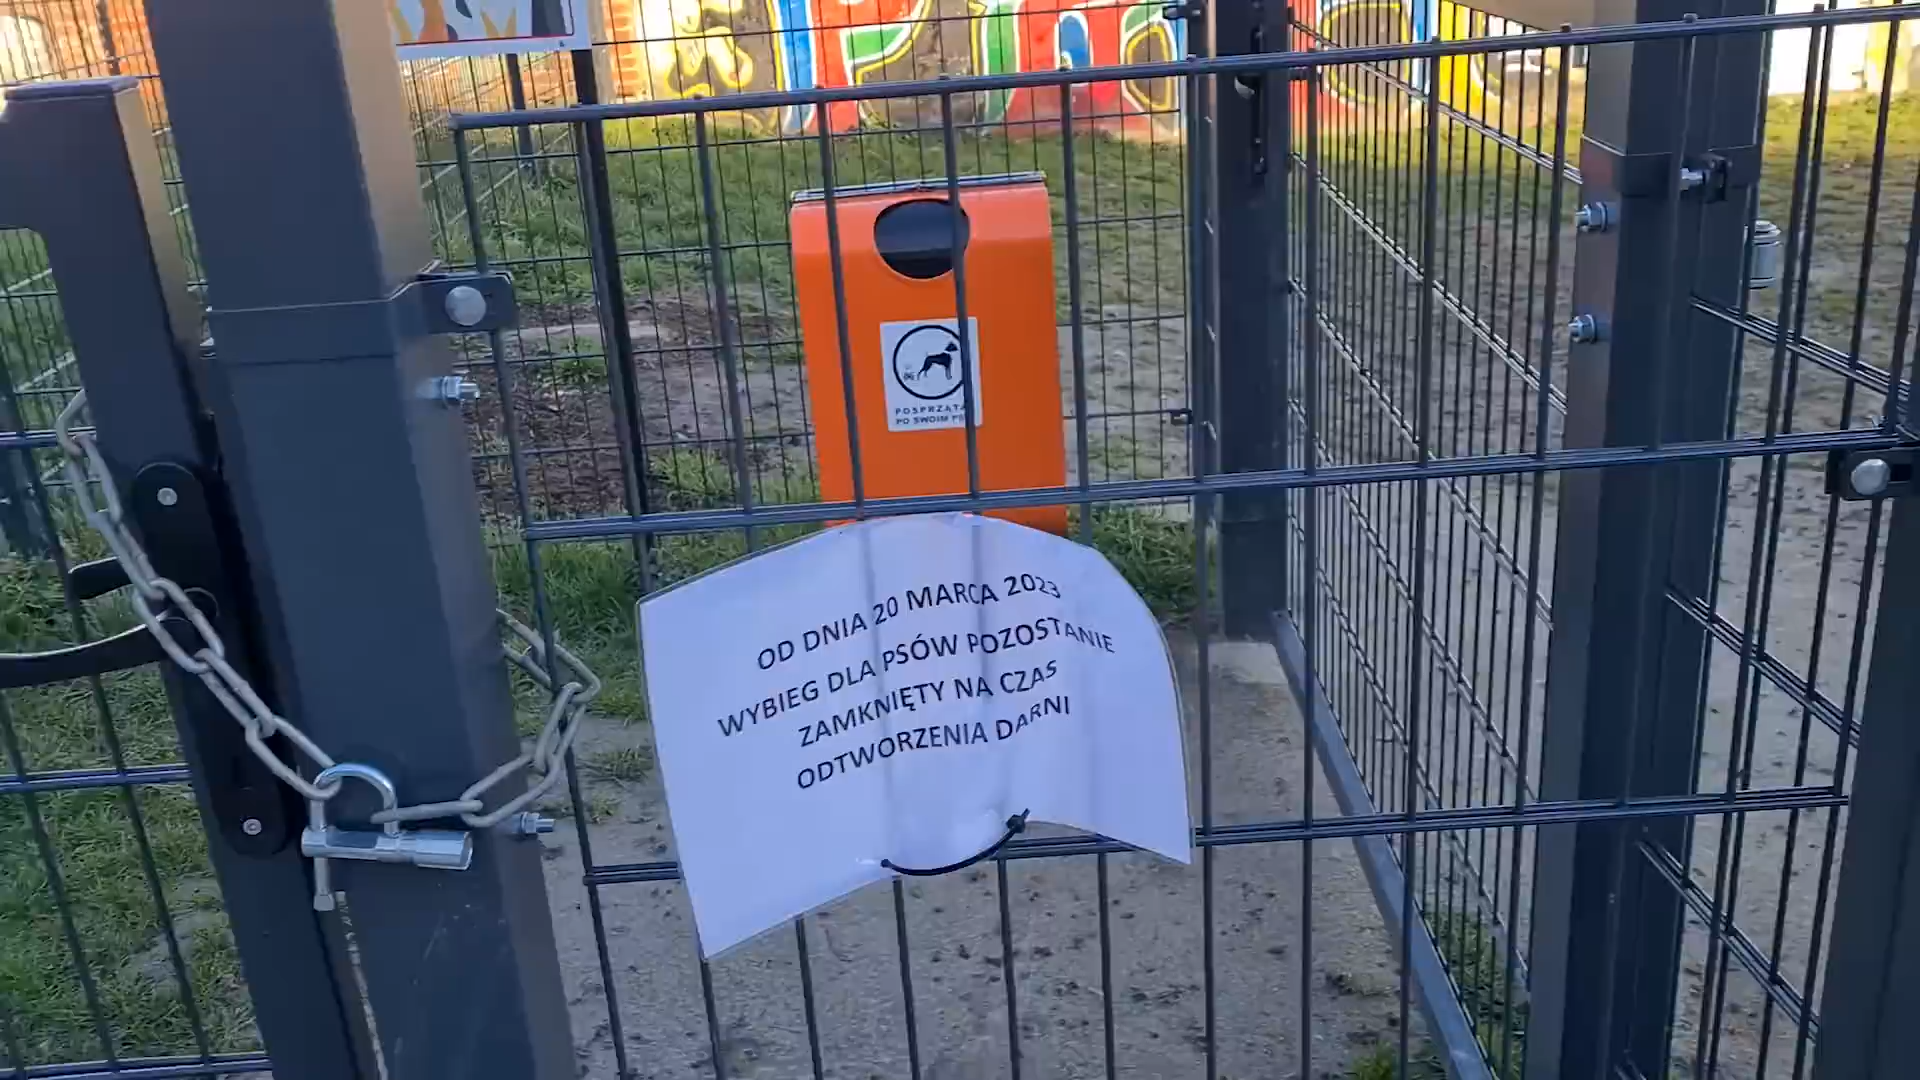 POSPRZĄTAJ
PO SWOIM
OD DNIA 20 MARCA 2023
WYBIEG DLA PSÓW POZOSTANIE
ZAMKNIĘTY NA CZAS
ODTWORZENIA DARNI